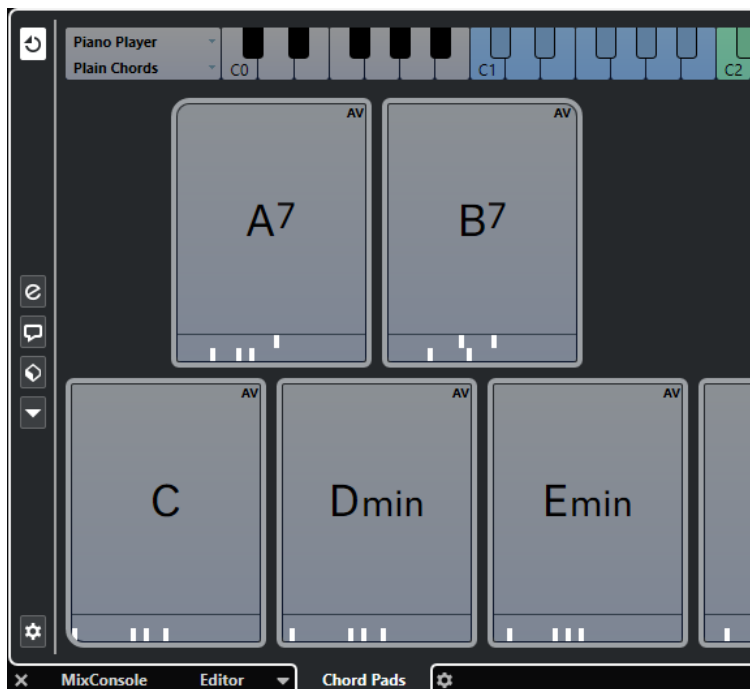 Piano Player
Plain Chords
C0
C1
C2
AV
A7
AV
B7
AV
C
AV
Dmin
AV
Emin
MixConsole
Editor
Chord Pads